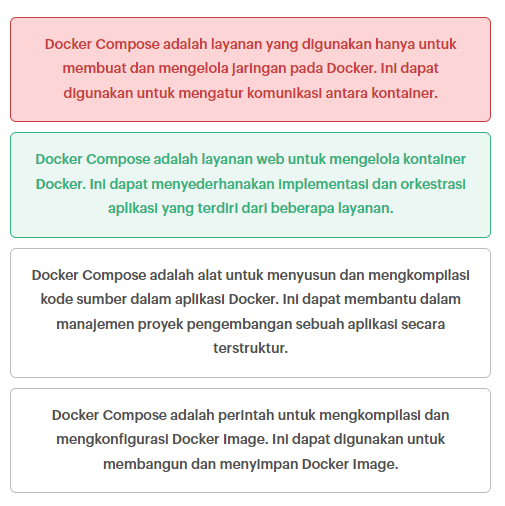 Docker Compose adalah layanan yang digunakan hanya untuk
membuat dan mengelola jaringan pada Docker. Ini dapat
digunakan untuk mengatur komunikasi antara kontainer.
Docker Compose adalah layanan web untuk mengelola kontainer
Docker. Ini dapat menyederhanakan implementasi dan orkestrasi
aplikasi yang terdiri dari beberapa layanan.
Docker Compose adalah alat untuk menyusun dan mengkompilasi
kode sumber dalam aplikasi Docker. Ini dapat membantu dalam
manajemen proyek pengembangan sebuah aplikasi secara
terstruktur.
Docker Compose adalah perintah untuk mengkompilasi dan
mengkonfigurasi Docker Image. Ini dapat digunakan untuk
membangun dan menyimpan Docker Image.